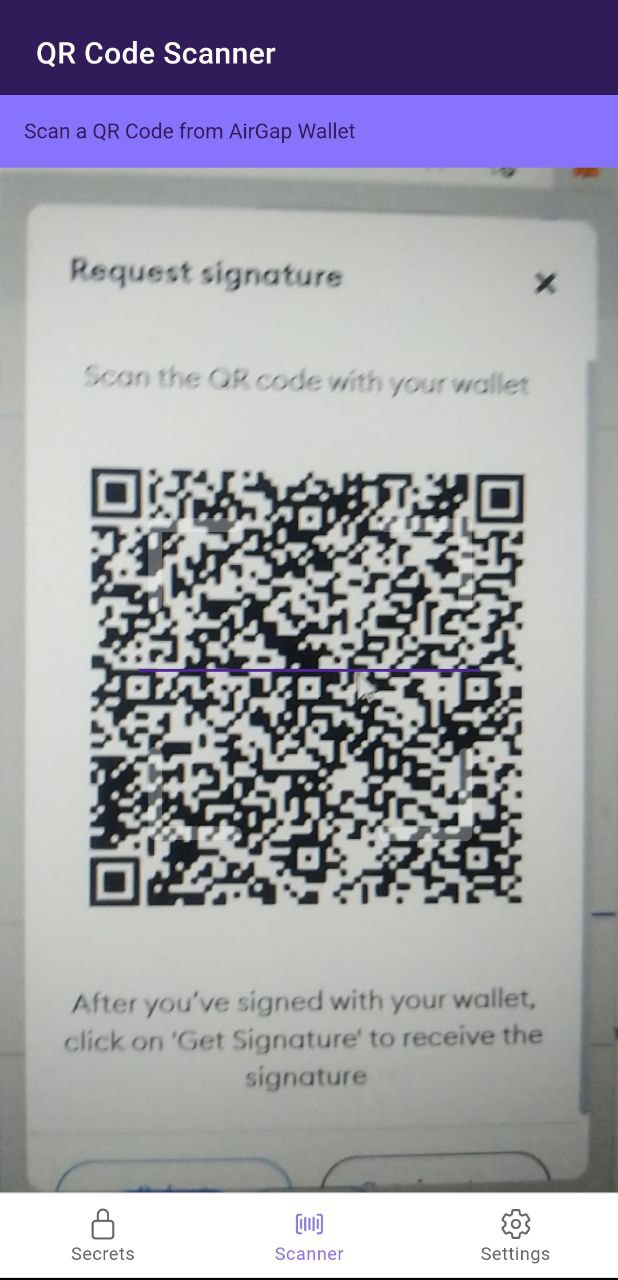 QR Code Scanner
Scan a QR Code from AirGap Wallet
Request signature
Scan the QR code with your wallet
After you've signed with your wallet,
click on 'Get Signature' to receive the
signature
Secrets
Scanner
Settings